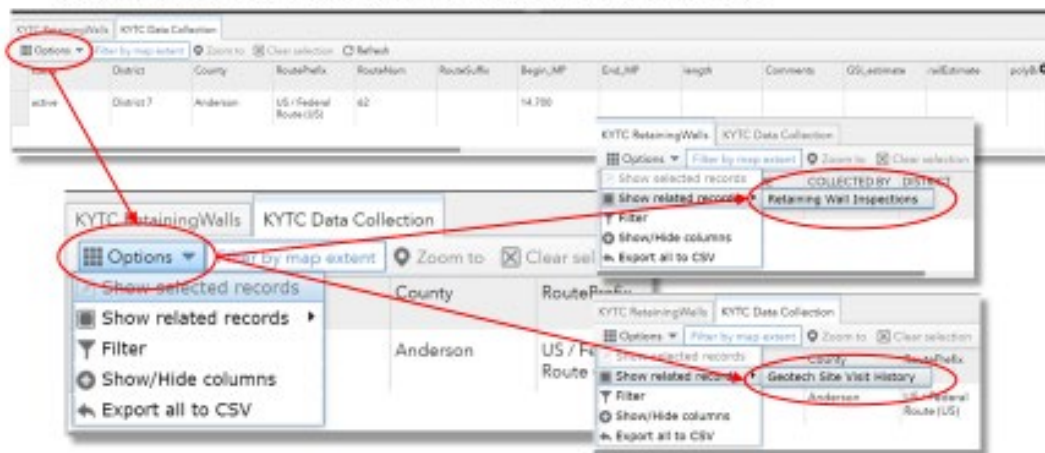 KYTC RetainingWalls KYTC Data Collection
Options Filter by map extent Zoom to Clear selection Refresh
District County RoutePrefix RouteNum RouteSuffix Begin_MP End_MP length Comments GSI_estimate railEstimate
active District 7 Anderson US / Federal 62 14.700
Route (US)
KYTC RetainingWalls KYTC Data Collection
Options Filter by map extent Zoom to Clear selection
Show selected records COLLECTED BY DISTRICT
Show related records Retaining Wall Inspections
Filter
Show/Hide columns
Export all to CSV
KYTC RetainingWalls KYTC Data Collection
Options by map extent Zoom to Clear sel
Show selected records County RoutePrefix
Show related records
Filter Anderson US / Fe
Show/Hide columns Route
Export all to CSV
KYTC RetainingWalls KYTC Data Collection
Options Filter by map extent Zoom to Clear selection
Show selected records County RoutePrefix
Show related records Geotech Site Visit History
Filter Anderson US / Federal
Show/Hide columns Route (US)
Export all to CSV